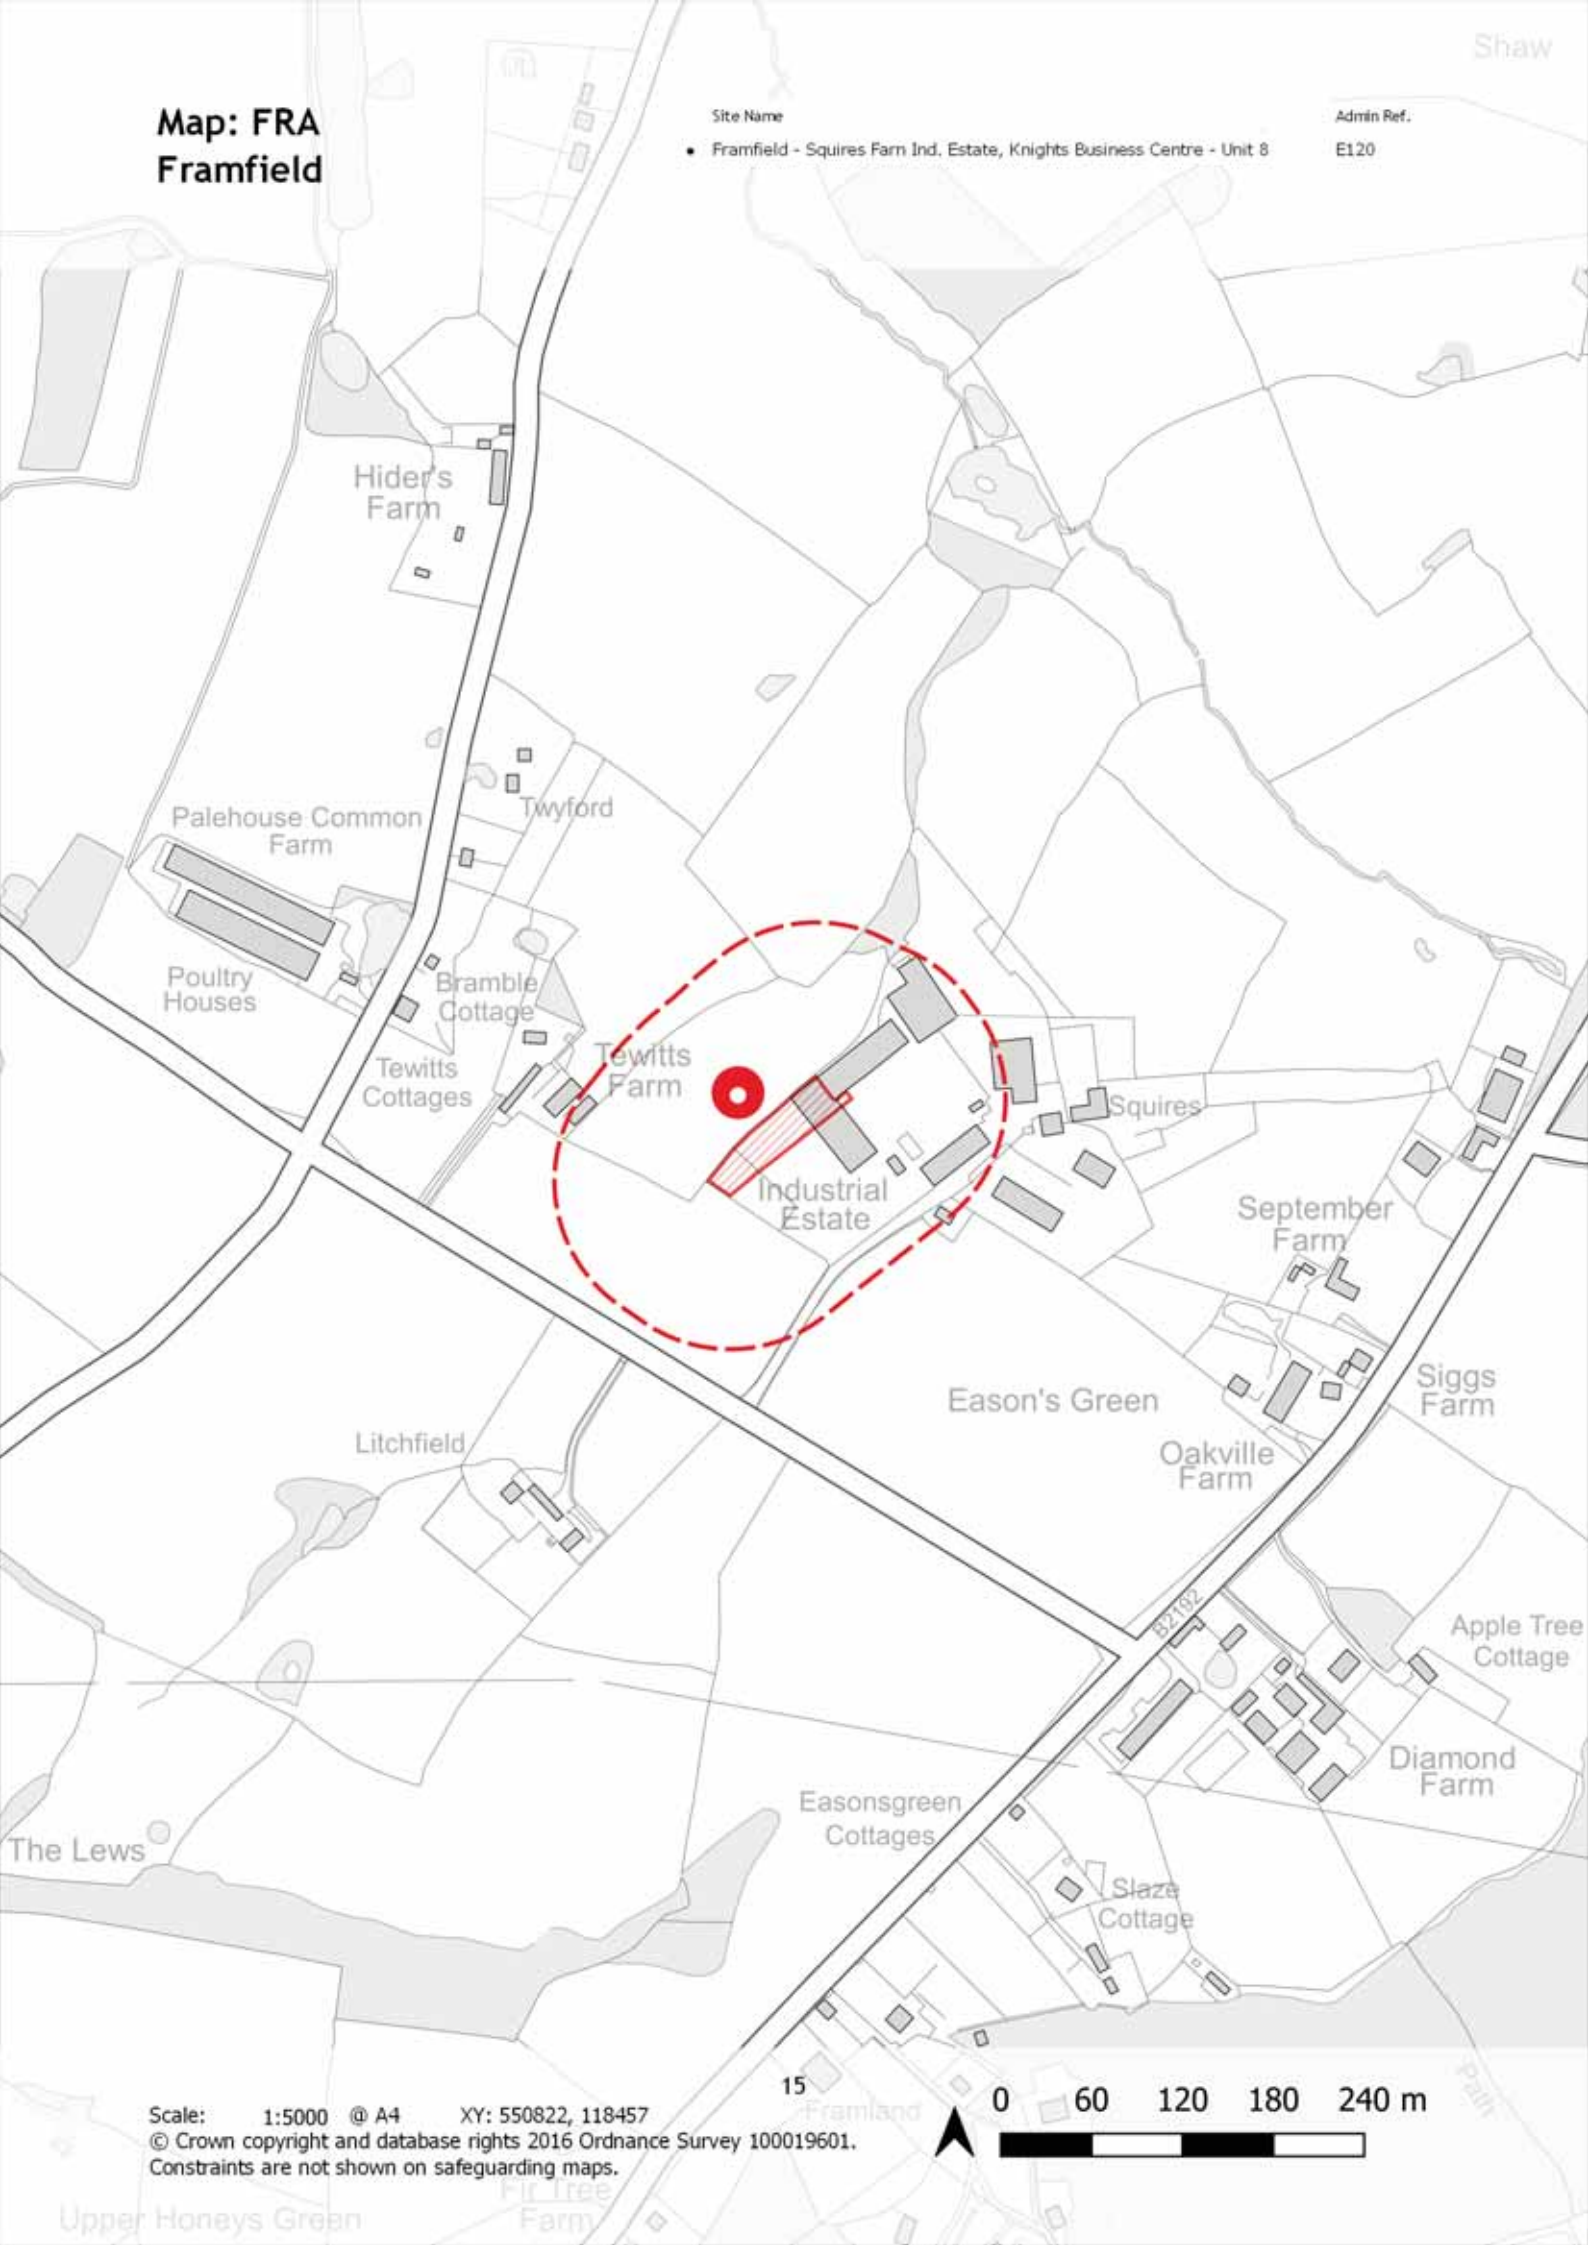 Shaw
Map: FRA
Framfield
Site Name
Admin Ref.
• Framfield - Squires Farn Ind. Estate, Knights Business Centre - Unit 8
E120
Hider's
Farm
Twyford
Palehouse Common
Farm
Poultry
Houses
Bramble
Cottage
Tewitts
Cottages
Tewitts
Farm
Squires
Industrial
Estate
September
Farm
Siggs
Farm
Eason's Green
Oakville
Farm
Litchfield
B2192
Apple Tree
Cottage
Diamond
Farm
Easonsgreen
Cottages
The Lews
Slaze
Cottage
Path
15
Framland
0 60 120 180 240 m
Scale: 1:5000 @ A4 XY: 550822, 118457
© Crown copyright and database rights 2016 Ordnance Survey 100019601.
Constraints are not shown on safeguarding maps.
Fir Tree
Farm
Upper Honeys Green